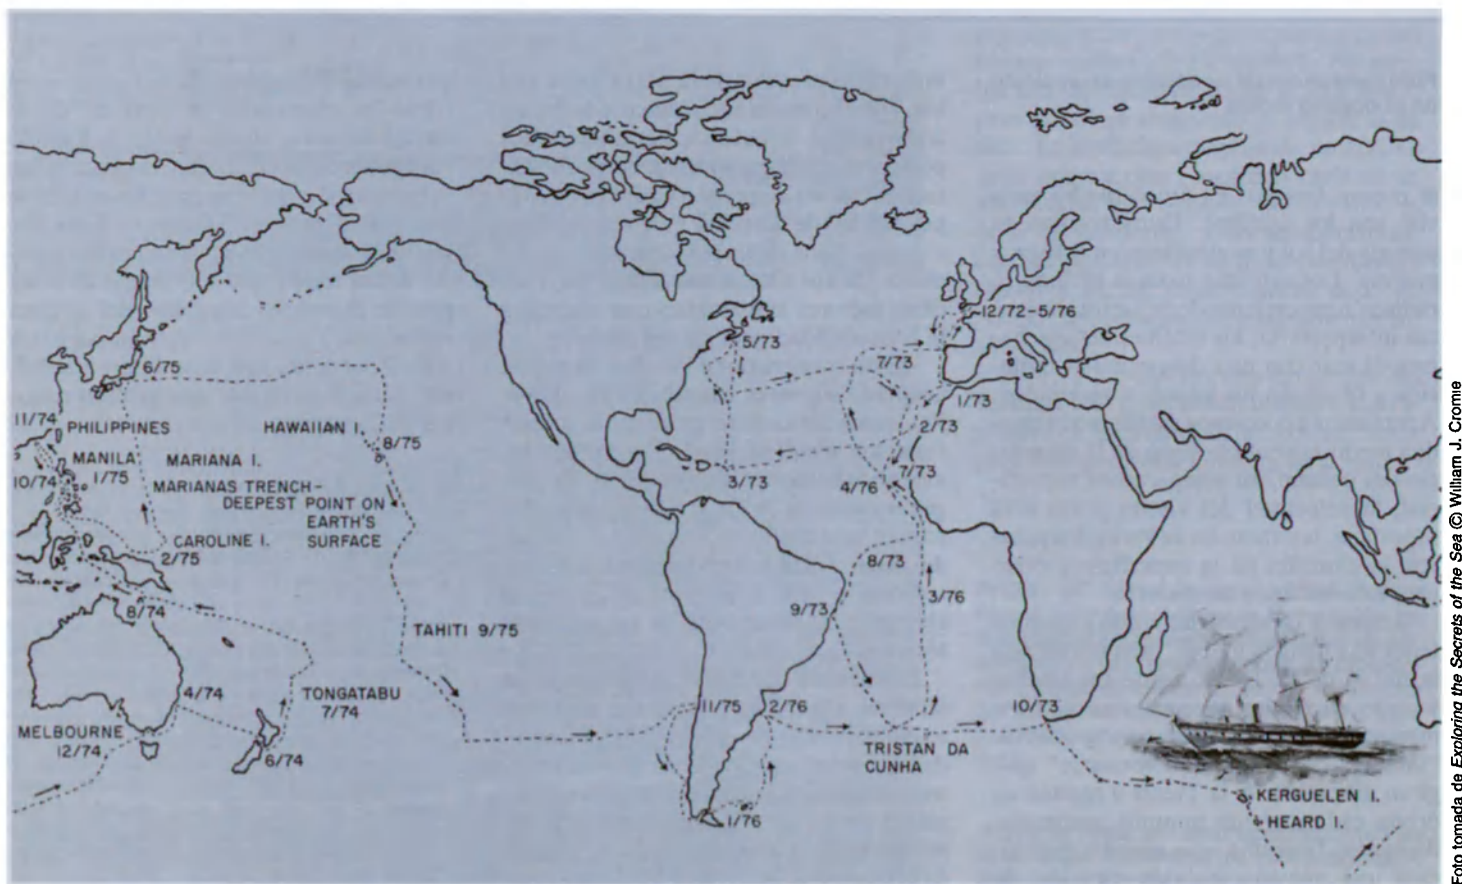 12/72-5/76
5/73
7/73
6/75
1/73
11/74
PHILIPPINES
HAWAIIAN I.
8/75
2/73
MANILA
1/75
MARIANA I.
7/73
10/74
MARIANAS TRENCH-
DEEPEST POINT ON
EARTH'S
SURFACE
3/73
4/76
CAROLINE I.
2/75
8/73
8/74
9/73
3/76
TAHITI 9/75
4/74
TONGATABU
7/74
11/75
2/76
10/73
MELBOURNE
12/74
6/74
TRISTAN DA
CUNHA
KERGUELEN I.
HEARD I.
1/76
Foto tomada de Exploring the Secrets of the Sea © William J. Cromie